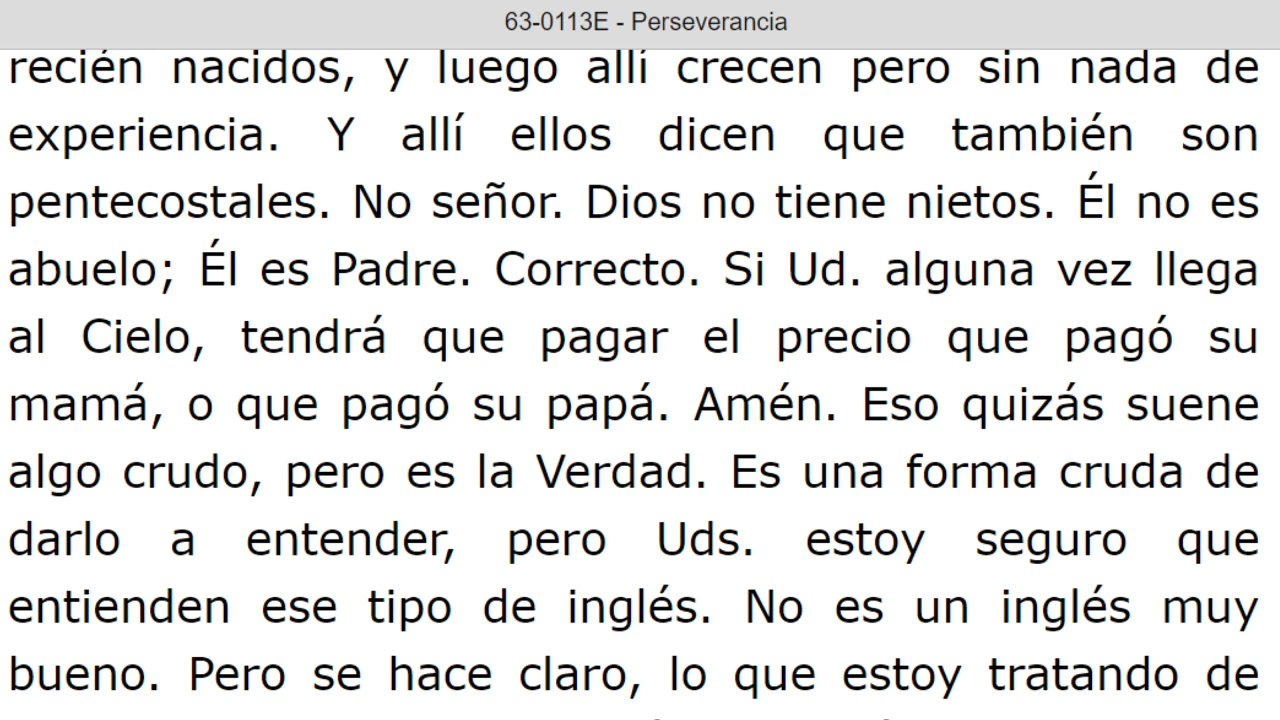 63-0113E - Perseverancia
recién nacidos, y luego allí crecen pero sin nada de
experiencia. Y allí ellos dicen que también son
pentecostales. No señor. Dios no tiene nietos. Él no es
abuelo; Él es Padre. Correcto. Si Ud. alguna vez llega
al Cielo, tendrá que pagar el precio que pagó su
mamá, o que pagó su papá. Amén. Eso quizás suene
algo crudo, pero es la Verdad. Es una forma cruda de
darlo a entender, pero Uds. estoy seguro que
entienden ese tipo de inglés. No es un inglés muy
bueno. Pero se hace claro, lo que estoy tratando de